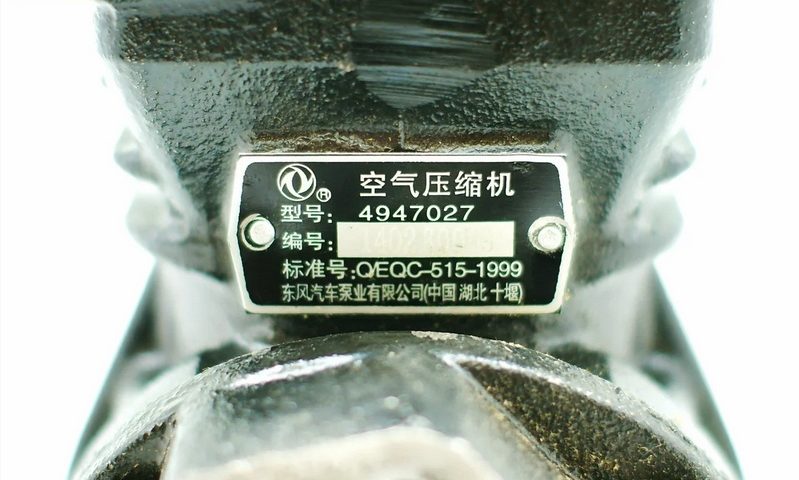 空气压缩机
®
型号: 4947027
编号:
标准号:Q/EQC-515-1999
东风汽车泵业有限公司(中国 湖北 十堰)